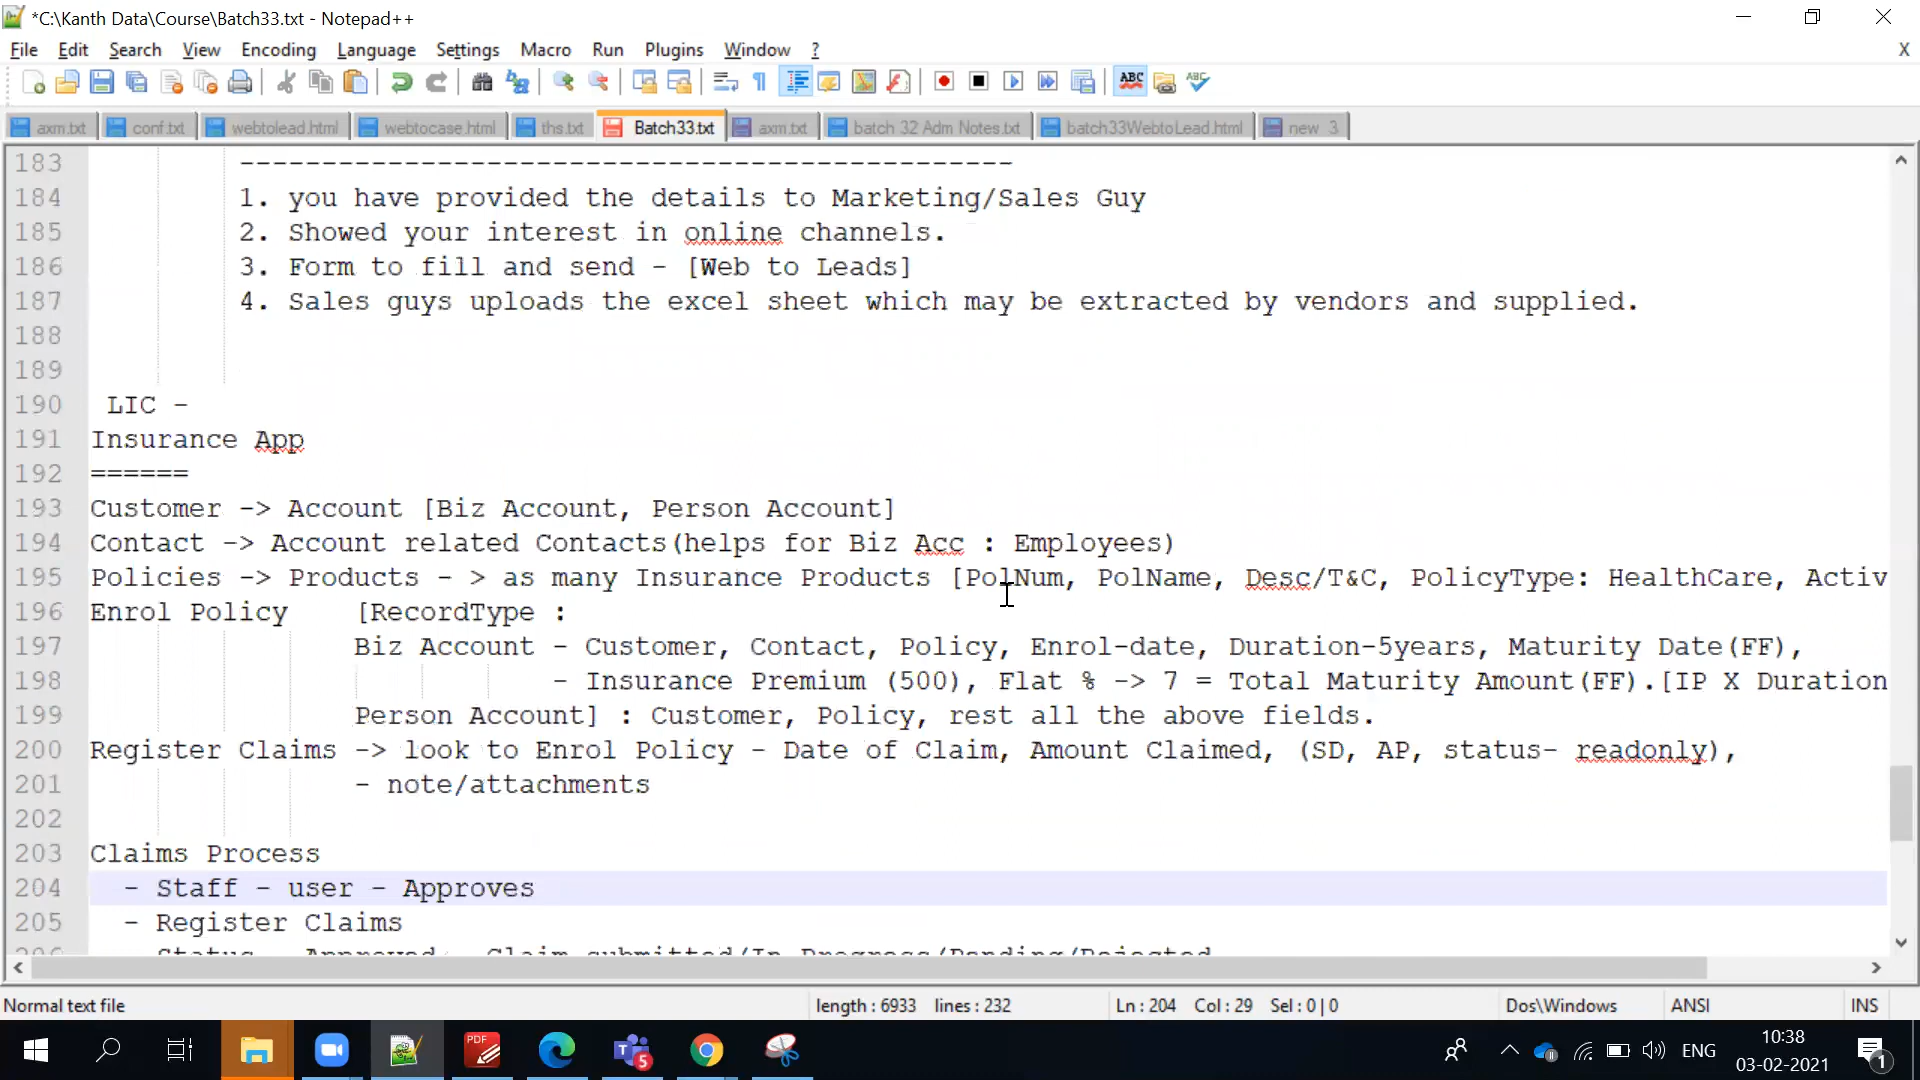 *C:\Kanth Data\Course\Batch33.txt - Notepad++
File Edit Search View Encoding Language Settings Macro Run Plugins Window ? X
axm.txt conf.txt webtolead.html webtocase.html ths.txt Batch33.txt axm.txt batch 32 Adm Notes.txt batch33WebtoLead.html new 3
183 -----------------------------------------------
184 1. you have provided the details to Marketing/Sales Guy
185 2. Showed your interest in online channels.
186 3. Form to fill and send - [Web to Leads]
187 4. Sales guys uploads the excel sheet which may be extracted by vendors and supplied.
188
189
190 LIC -
191 Insurance App
192 ======
193 Customer -> Account [Biz Account, Person Account]
194 Contact -> Account related Contacts(helps for Biz Acc : Employees)
195 Policies -> Products - > as many Insurance Products [PolNum, PolName, Desc/T&C, PolicyType: HealthCare, Activ
196 Enrol Policy [RecordType :
197 Biz Account - Customer, Contact, Policy, Enrol-date, Duration-5years, Maturity Date(FF),
198 - Insurance Premium (500), Flat % -> 7 = Total Maturity Amount(FF).[IP X Duration
199 Person Account] : Customer, Policy, rest all the above fields.
200 Register Claims -> look to Enrol Policy - Date of Claim, Amount Claimed, (SD, AP, status- readonly),
201 - note/attachments
202
203 Claims Process
204 - Staff - user - Approves
205 - Register Claims
206 Status - Approved - Claim submitted/In Progress/Pending/Rejected
Normal text file length : 6933 lines : 232 Ln : 204 Col : 29 Sel : 0 | 0 Dos\Windows ANSI INS
ENG 10:38
03-02-2021